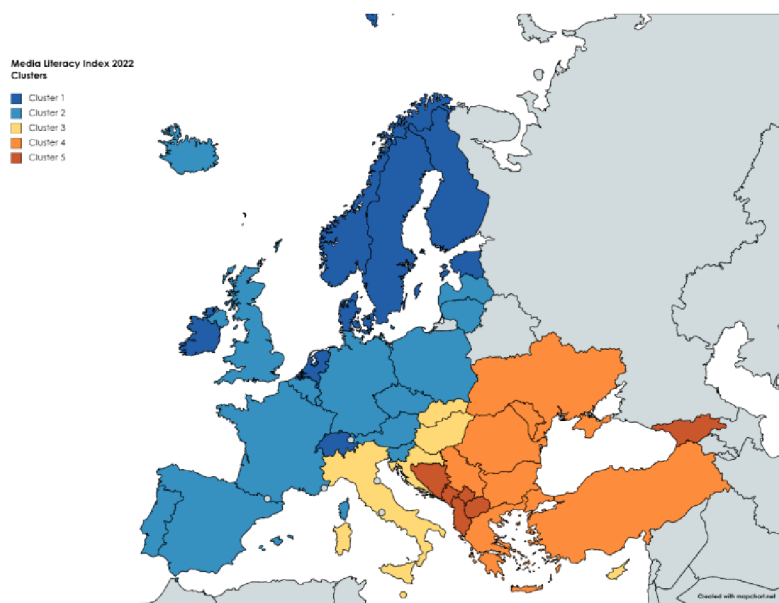 Media Literacy Index 2022
Clusters
Cluster 1
Cluster 2
Cluster 3
Cluster 4
Cluster 5
Created with mapchart.net